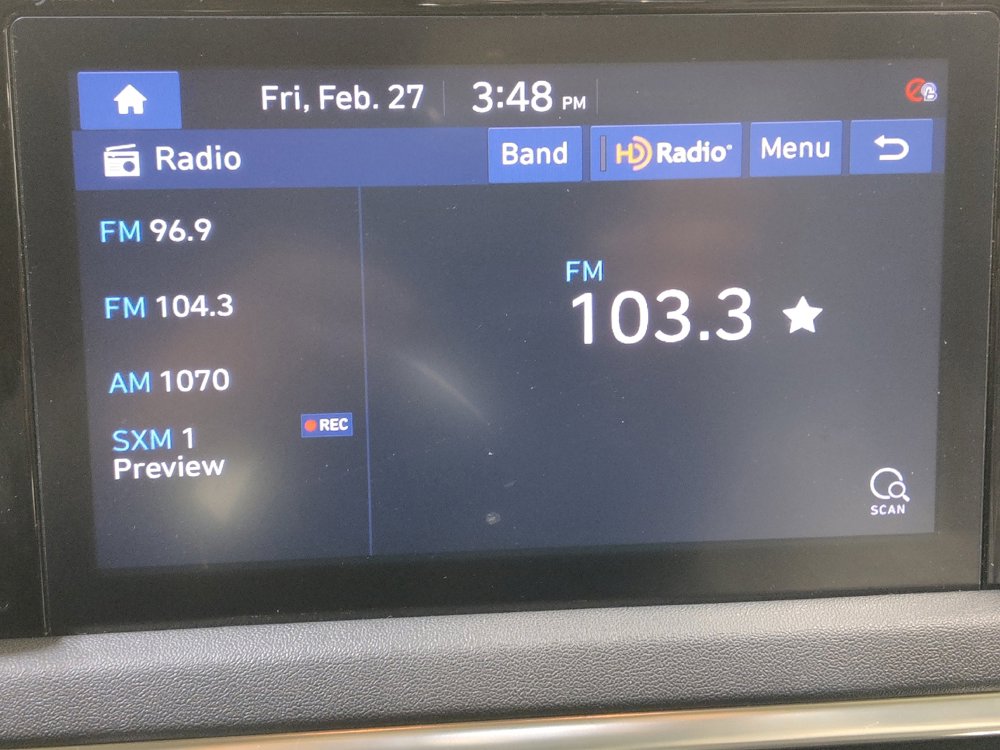 Fri, Feb. 27 3:48 PM
Radio Band HD Radio Menu
FM 96.9
FM 104.3
AM 1070
SXM 1
Preview
REC
FM
103.3
SCAN